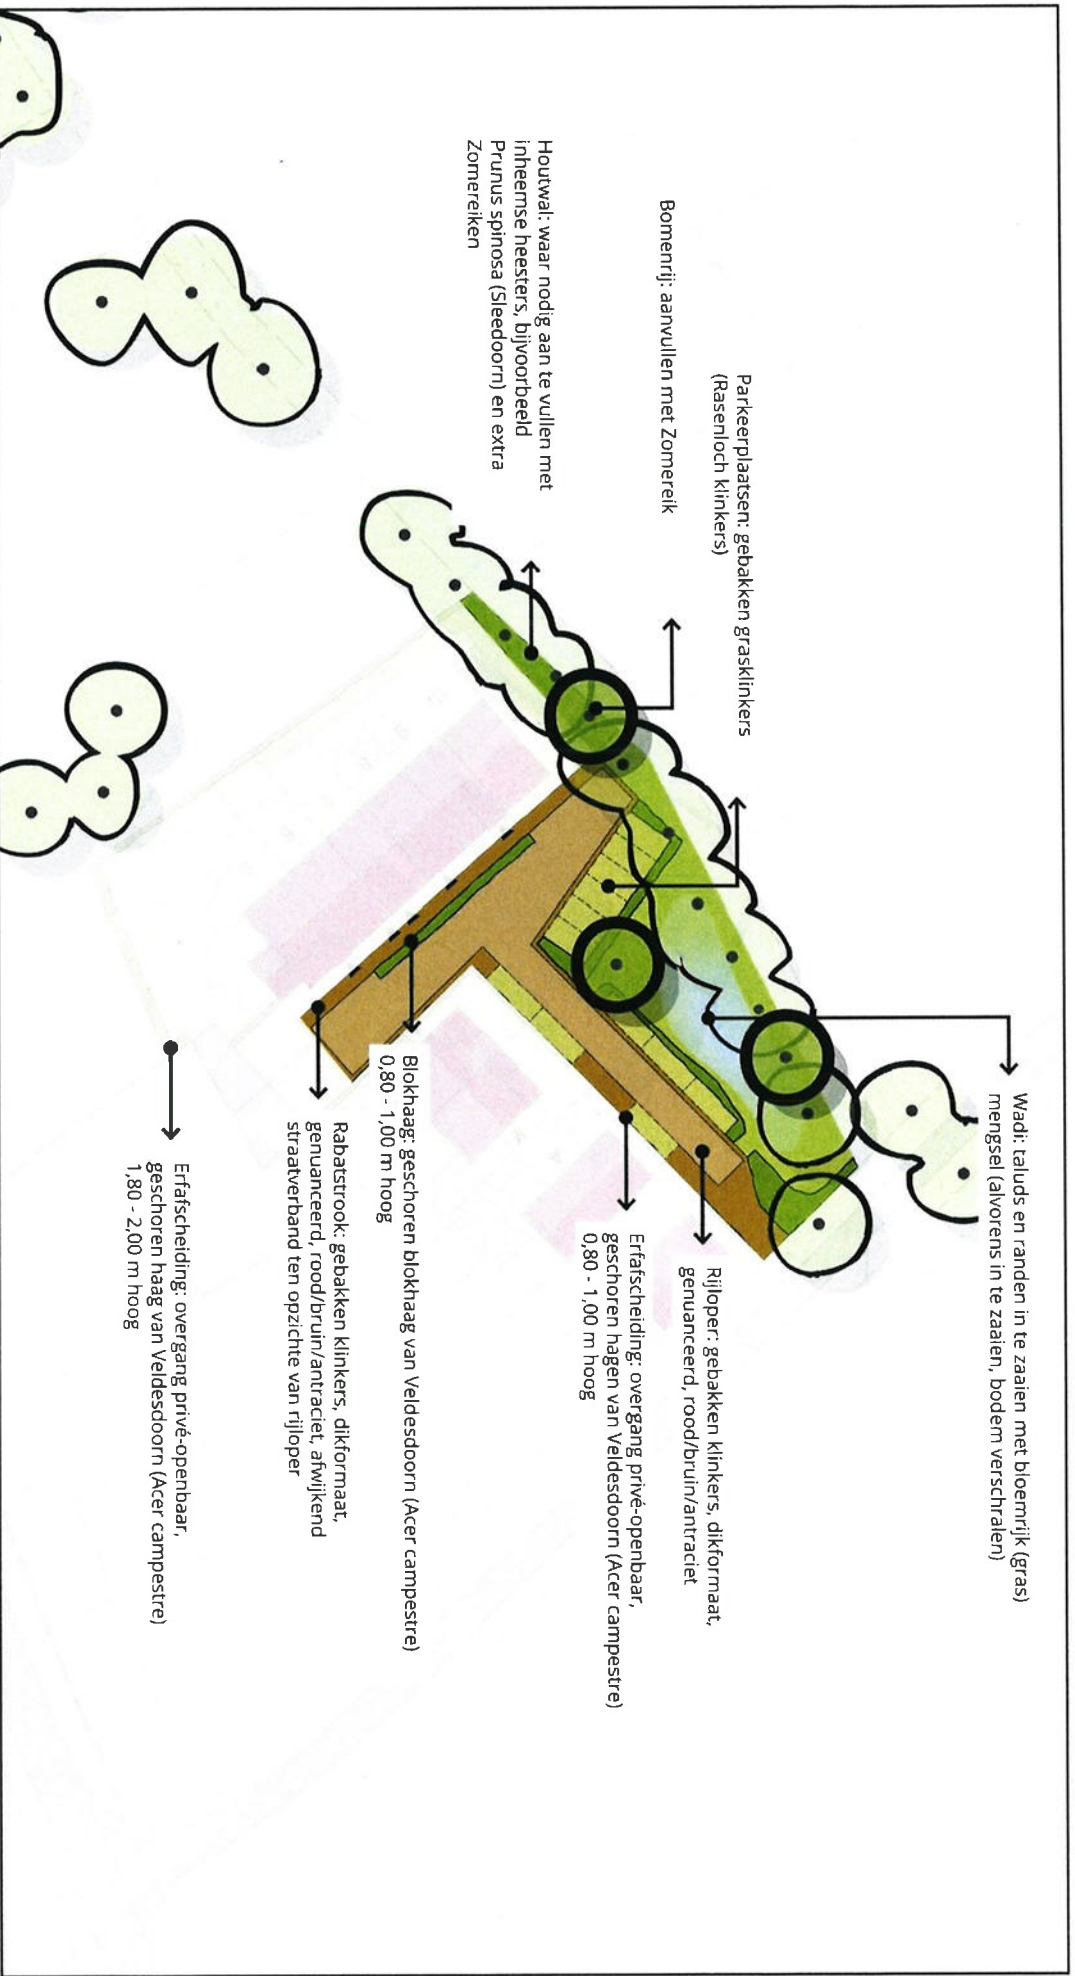 Wadi: taluds en randen in te zaaien met bloemrijk (gras)
mengsel (alvorens in te zaaien, bodem verschralen)
Parkeerplaatsen: gebakken grasklinkers
(Rasenloch klinkers)
Bomenrij: aanvullen met Zomereik
Houtwal: waar nodig aan te vullen met
inheemse heesters, bijvoorbeeld
Prunus spinosa (Sleedoorn) en extra
Zomereiken
Rijloper: gebakken klinkers, dikformaat,
genuanceerd, rood/bruin/antraciet
Erfafscheiding: overgang privé-openbaar,
geschoren hagen van Veldesdoorn (Acer campestre)
0,80 - 1,00 m hoog
Blokhaag: geschoren blokhaag van Veldesdoorn (Acer campestre)
0,80 - 1,00 m hoog
Rabatstrook: gebakken klinkers, dikformaat,
genuanceerd, rood/bruin/antraciet, afwijkend
straatverband ten opzichte van rijloper
Erfafscheiding: overgang privé-openbaar,
geschoren haag van Veldesdoorn (Acer campestre)
1,80 - 2,00 m hoog